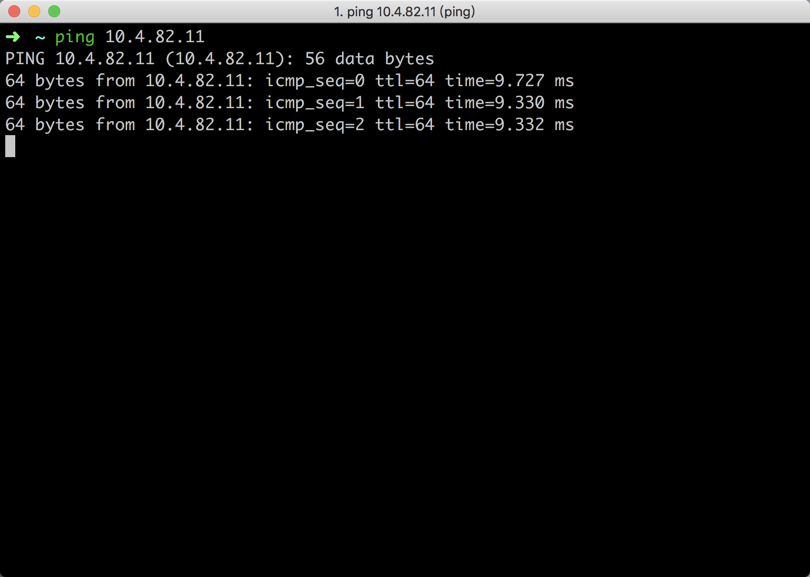 1. ping 10.4.82.11 (ping)
➜ ~ ping 10.4.82.11
PING 10.4.82.11 (10.4.82.11): 56 data bytes
64 bytes from 10.4.82.11: icmp_seq=0 ttl=64 time=9.727 ms
64 bytes from 10.4.82.11: icmp_seq=1 ttl=64 time=9.330 ms
64 bytes from 10.4.82.11: icmp_seq=2 ttl=64 time=9.332 ms